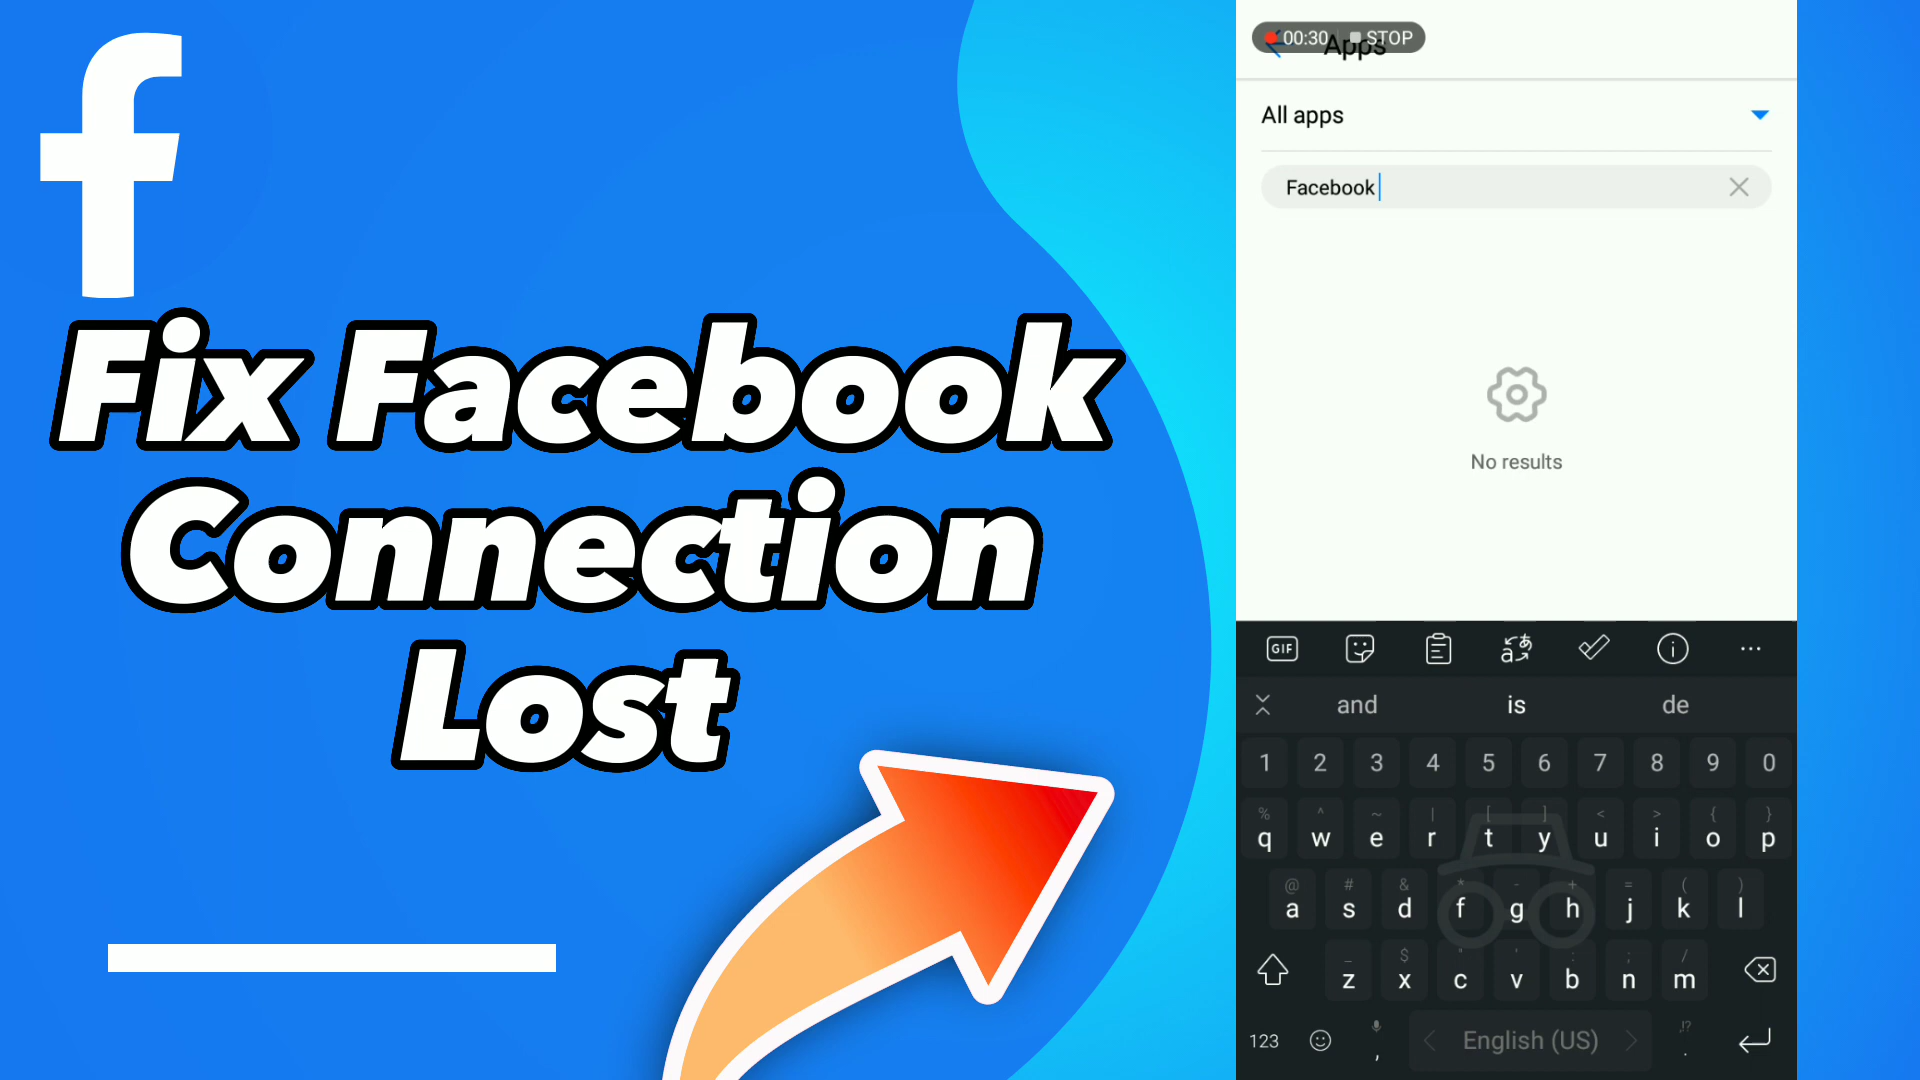 f
Fix Facebook
Connection
Lost
00:30 STOP
Apps
All apps
Facebook
No results
GIF
and is de
1 2 3 4 5 6 7 8 9 0
% ^ ~ | [ ] < > { }
q w e r t y u i o p
@ # & * - + = ( )
a s d f g h j k l
_ $ " ' : ; /
z x c v b n m
123 , English (US) !? .